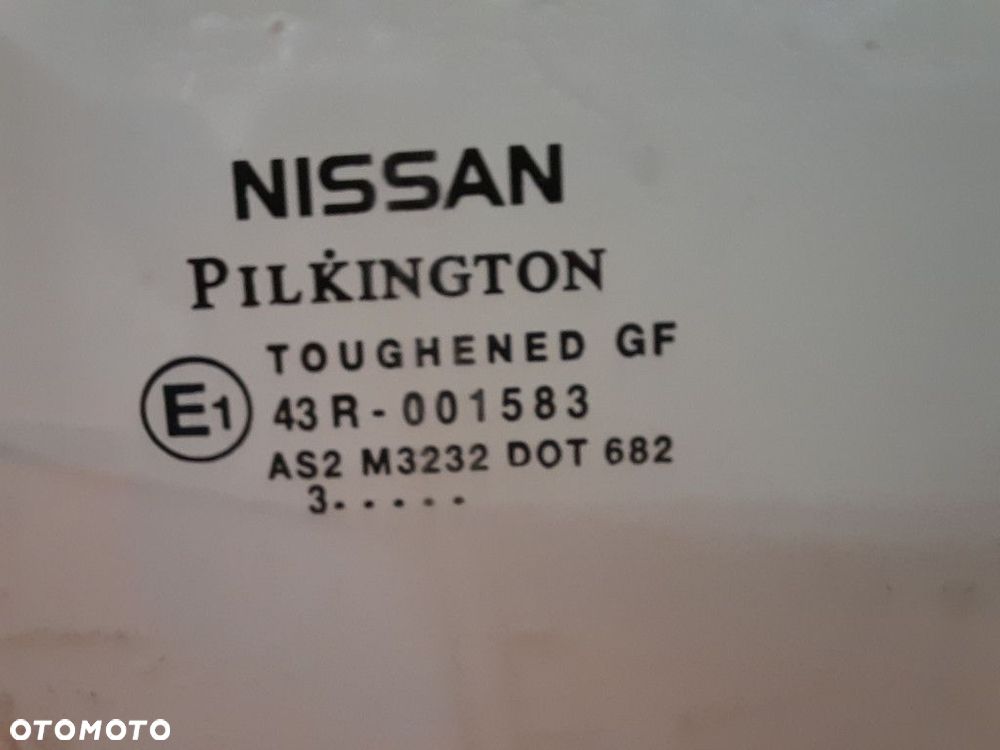 NISSAN
PILKINGTON
TOUGHENED GF
E1
43R-001583
AS2 M3232 DOT 682
3.....
OTOMOTO